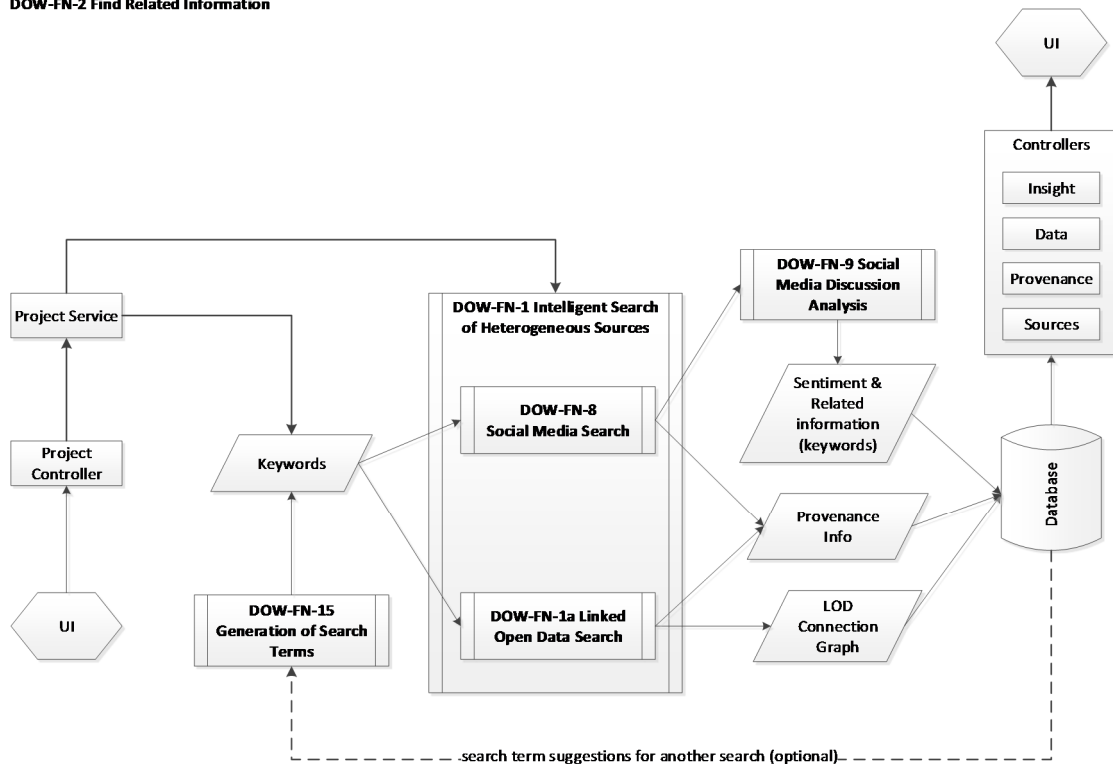 DOW-FN-2 Find Related Information
UI
Controllers
Insight
Data
Provenance
Sources
DOW-FN-9 Social
Media Discussion
Analysis
DOW-FN-1 Intelligent Search
of Heterogeneous Sources
Project Service
Sentiment &
Related
information
(keywords)
DOW-FN-8
Social Media Search
Project
Controller
Keywords
Database
Provenance
Info
DOW-FN-15
Generation of Search
Terms
DOW-FN-1a Linked
Open Data Search
LOD
Connection
Graph
UI
search term suggestions for another search (optional)